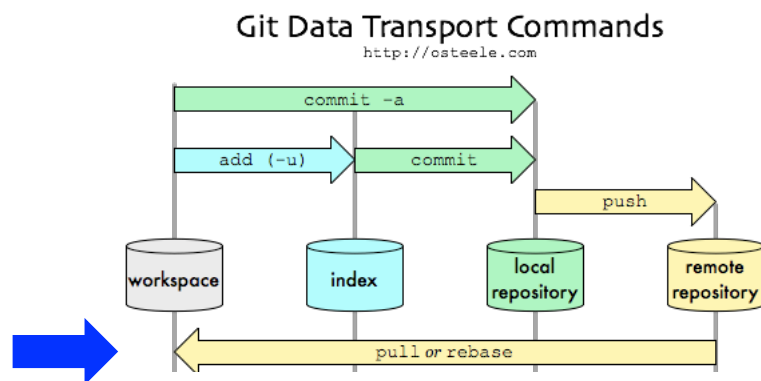 Git Data Transport Commands
http://osteele.com
commit -a
add (-u)
commit
push
workspace
index
local
repository
remote
repository
pull or rebase